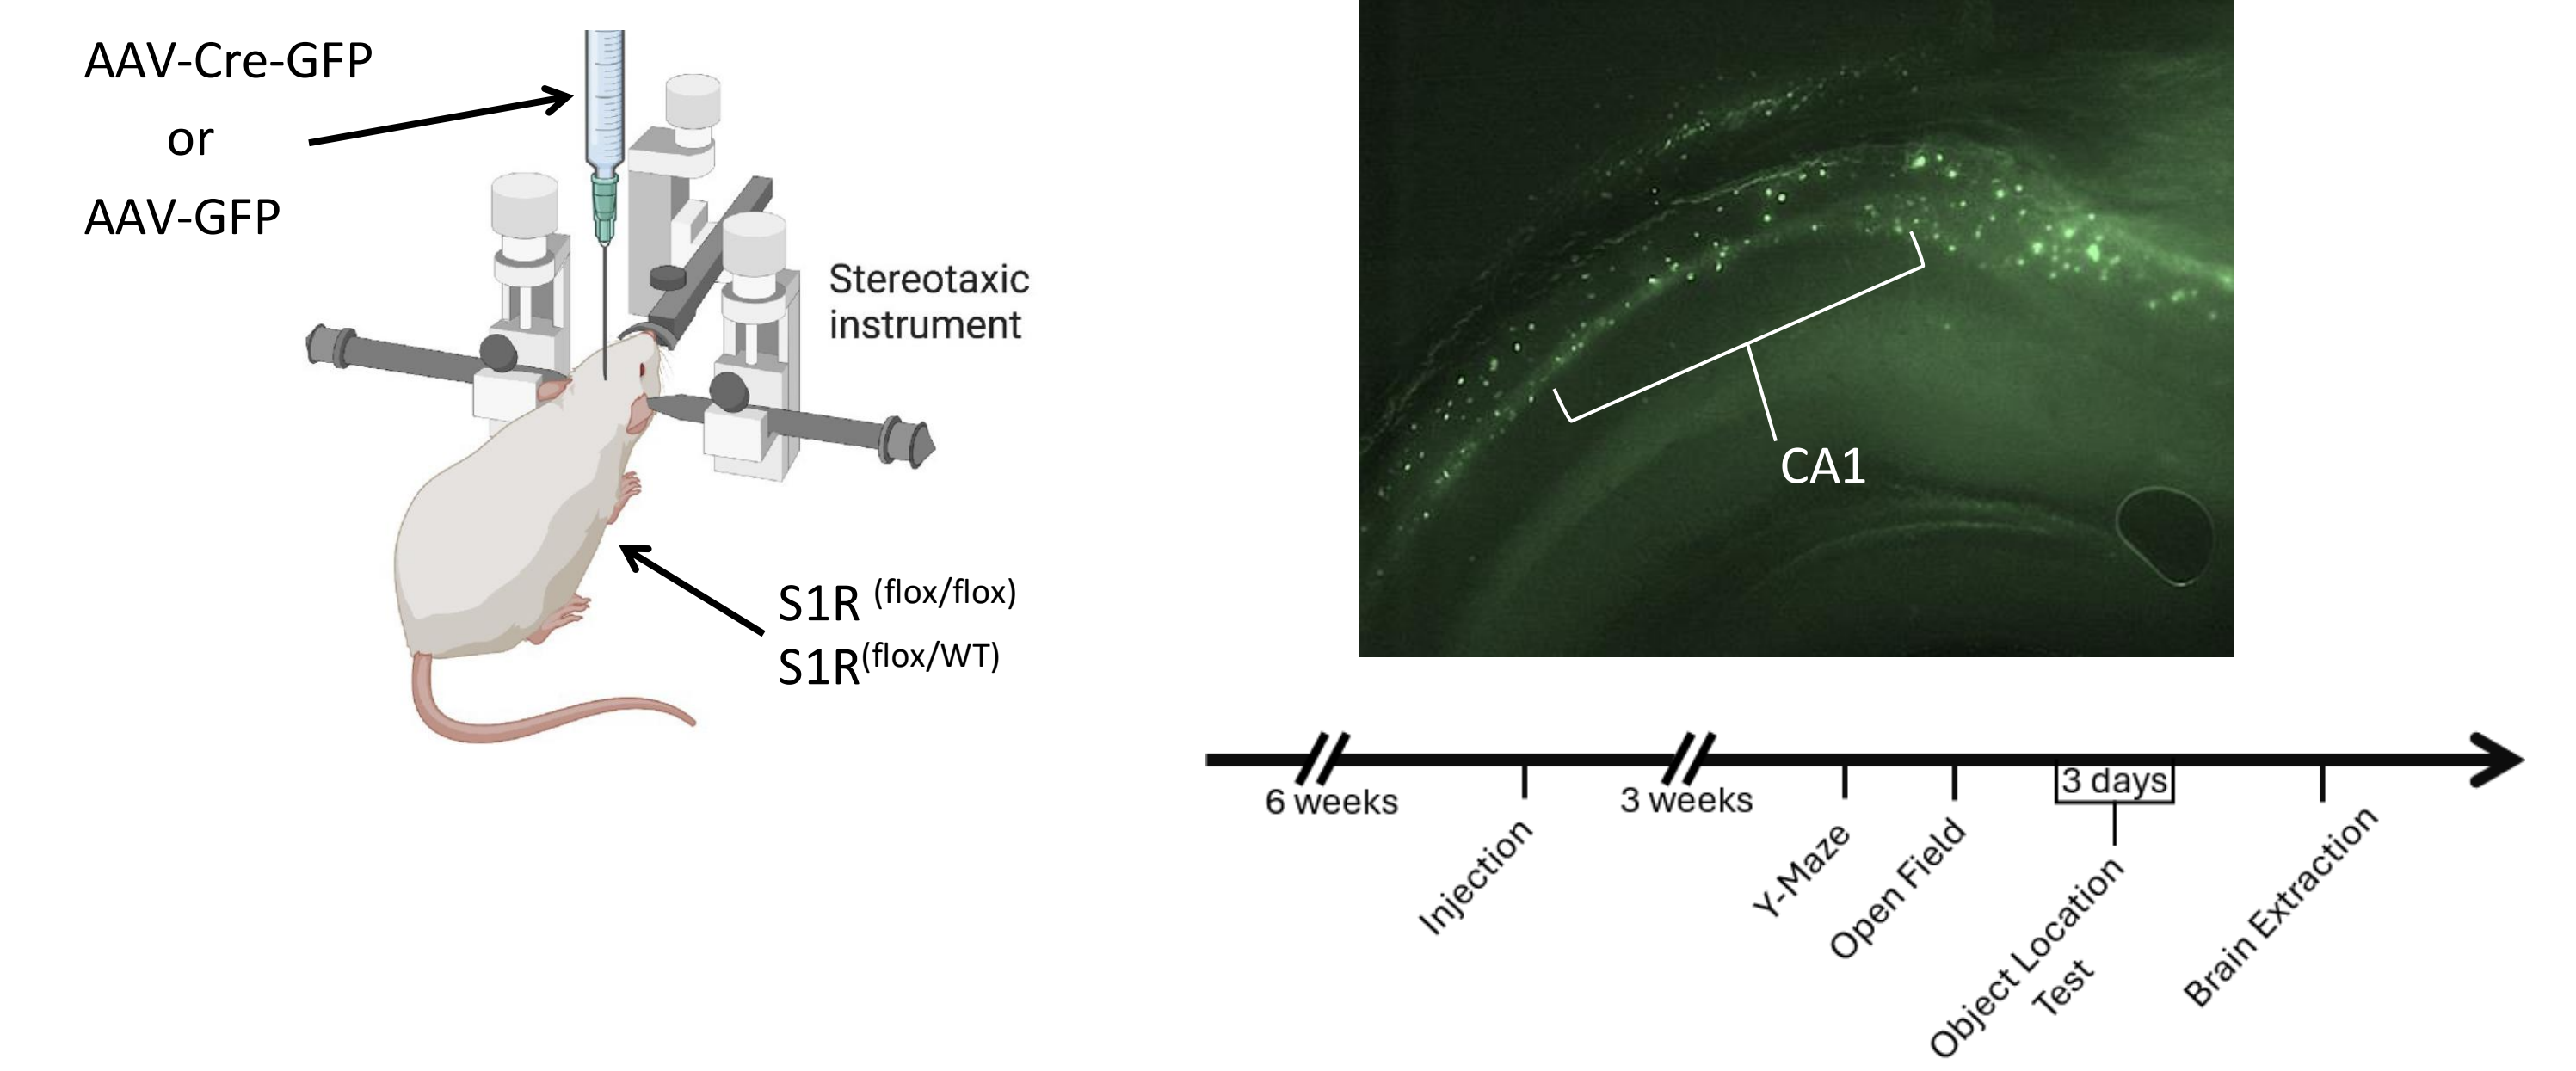 AAV-Cre-GFP
or
AAV-GFP
Stereotaxic
instrument
S1R (flox/flox)
S1R(flox/WT)
CA1
6 weeks
Injection
3 weeks
Y-Maze
Open Field
3 days
Object Location
Test
Brain Extraction